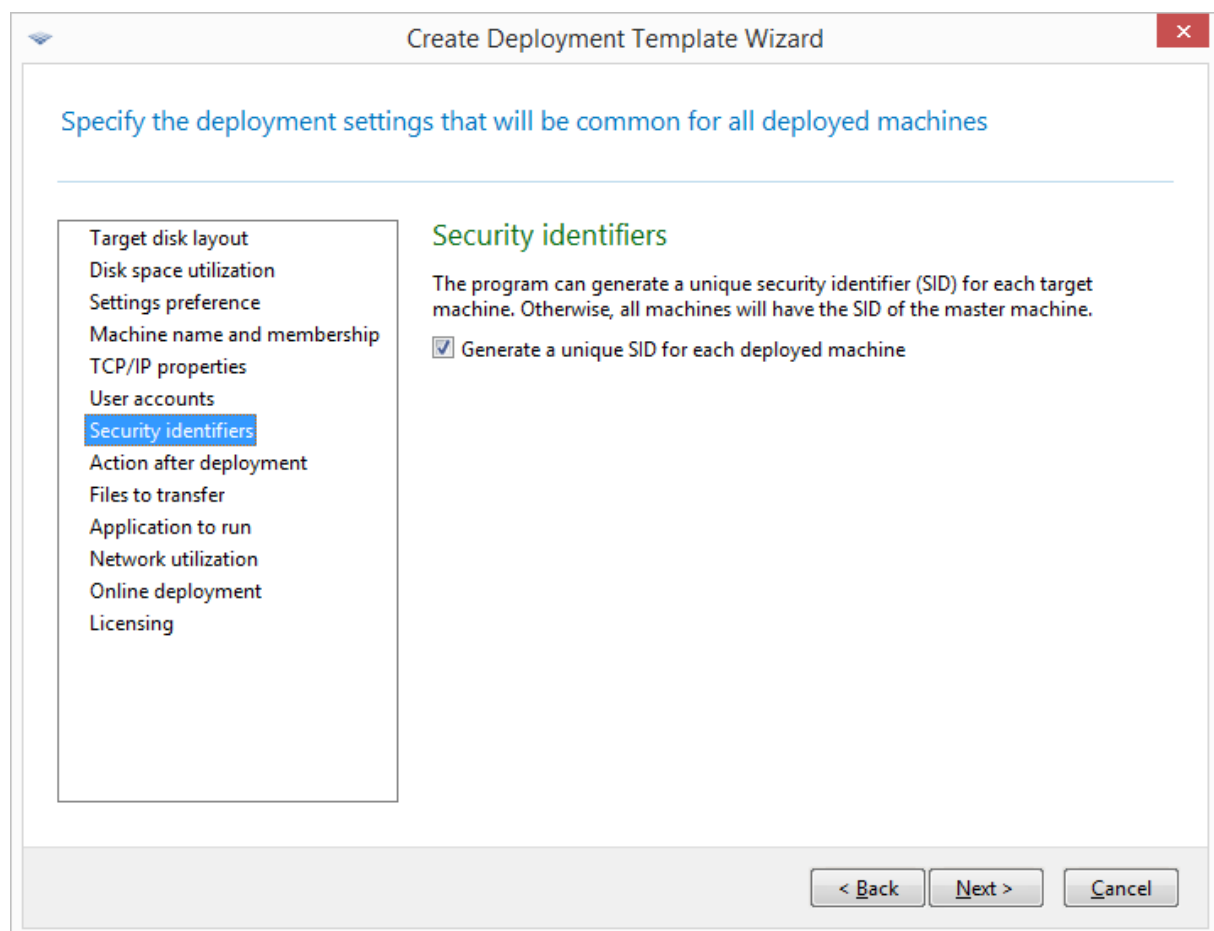 Create Deployment Template Wizard
Specify the deployment settings that will be common for all deployed machines
Target disk layout
Disk space utilization
Settings preference
Machine name and membership
TCP/IP properties
User accounts
Security identifiers
Action after deployment
Files to transfer
Application to run
Network utilization
Online deployment
Licensing
Security identifiers
The program can generate a unique security identifier (SID) for each target
machine. Otherwise, all machines will have the SID of the master machine.
Generate a unique SID for each deployed machine
< Back
Next >
Cancel